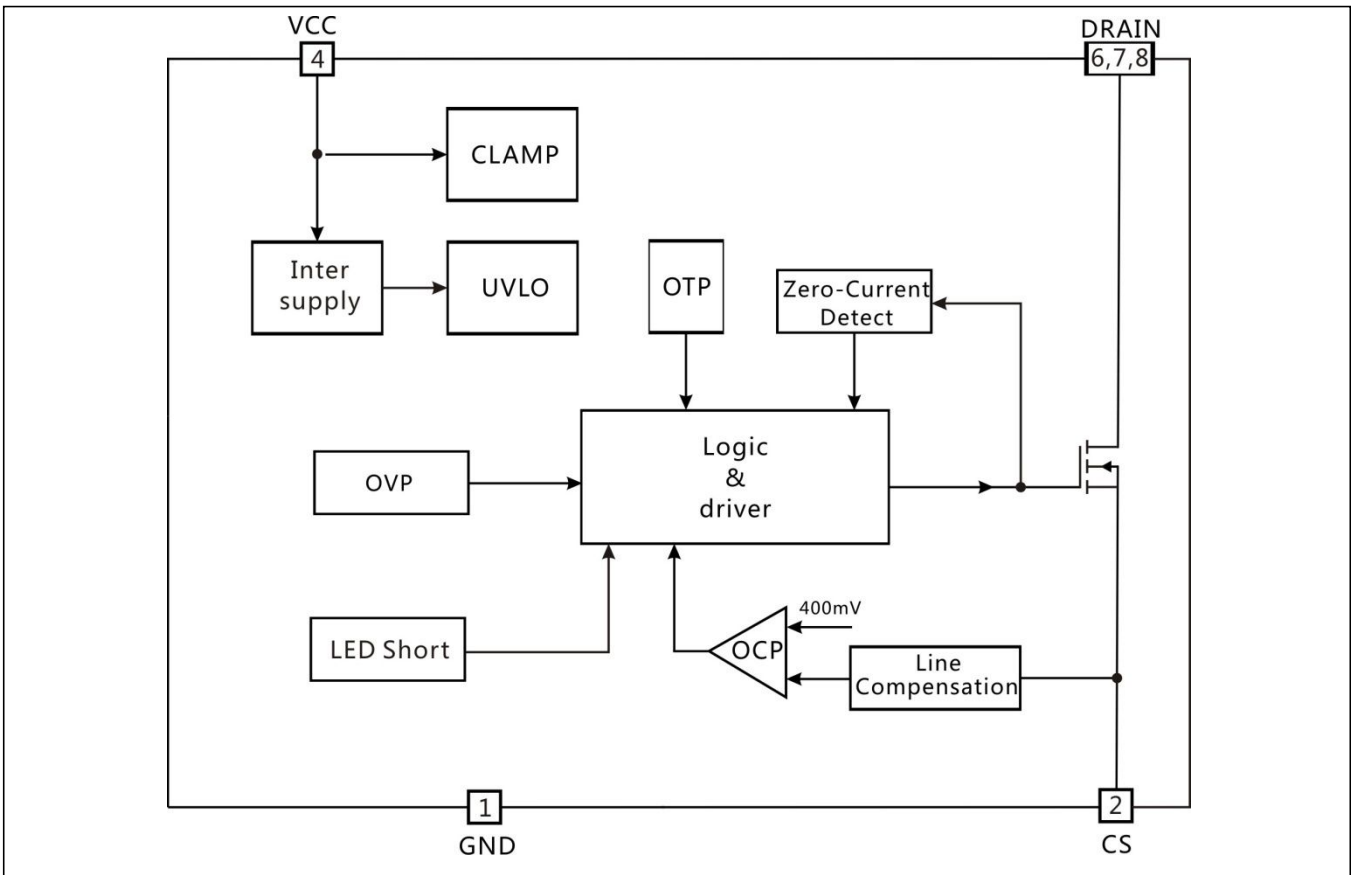 VCC
4
DRAIN
6,7,8
CLAMP
Inter
supply
UVLO
OTP
Zero-Current
Detect
Logic
&
driver
OVP
LED Short
400mV
OCP
Line
Compensation
1
GND
2
CS